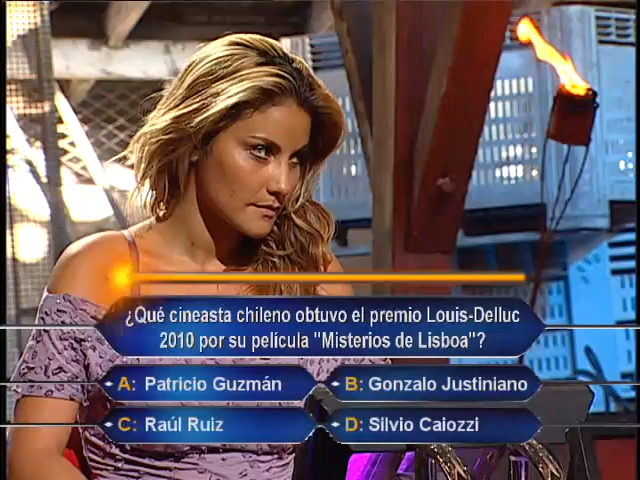 ¿Qué cineasta chileno obtuvo el premio Louis-Delluc
2010 por su película "Misterios de Lisboa"?
A: Patricio Guzmán
B: Gonzalo Justiniano
C: Raúl Ruiz
D: Silvio Caiozzi